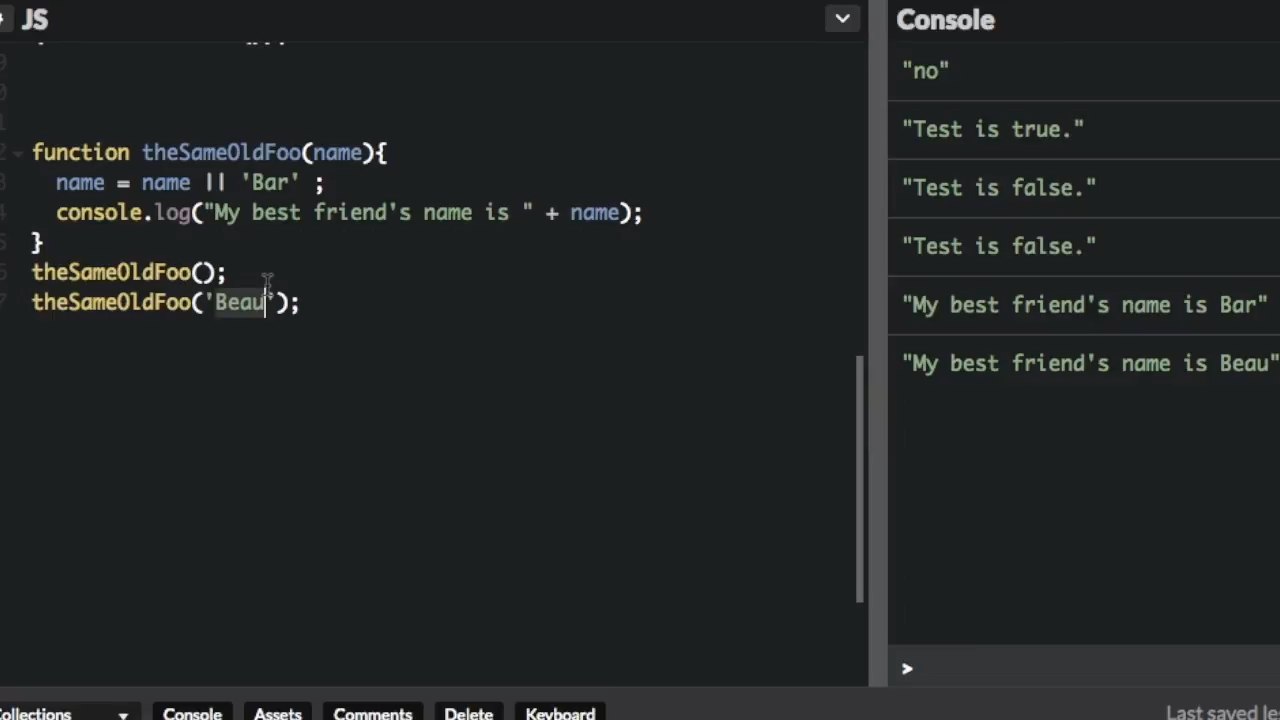 JS
function theSameOldFoo(name){
name = name || 'Bar' ;
console.log("My best friend's name is " + name);
}
theSameOldFoo();
theSameOldFoo('Beau');
Console
"no"
"Test is true."
"Test is false."
"Test is false."
"My best friend's name is Bar"
"My best friend's name is Beau"
>
Collections Console Assets Comments Delete Keyboard
Last saved